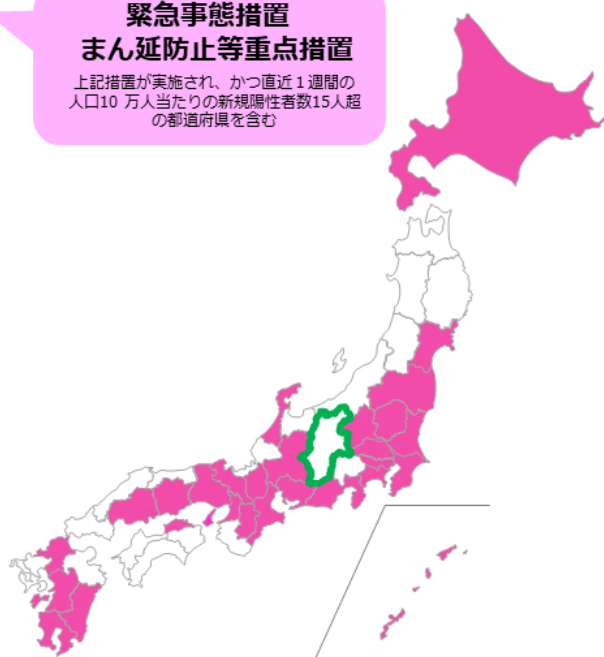 緊急事態措置
まん延防止等重点措置
上記措置が実施され、かつ直近１週間の
人口10 万人当たりの新規陽性者数15人超
の都道府県を含む